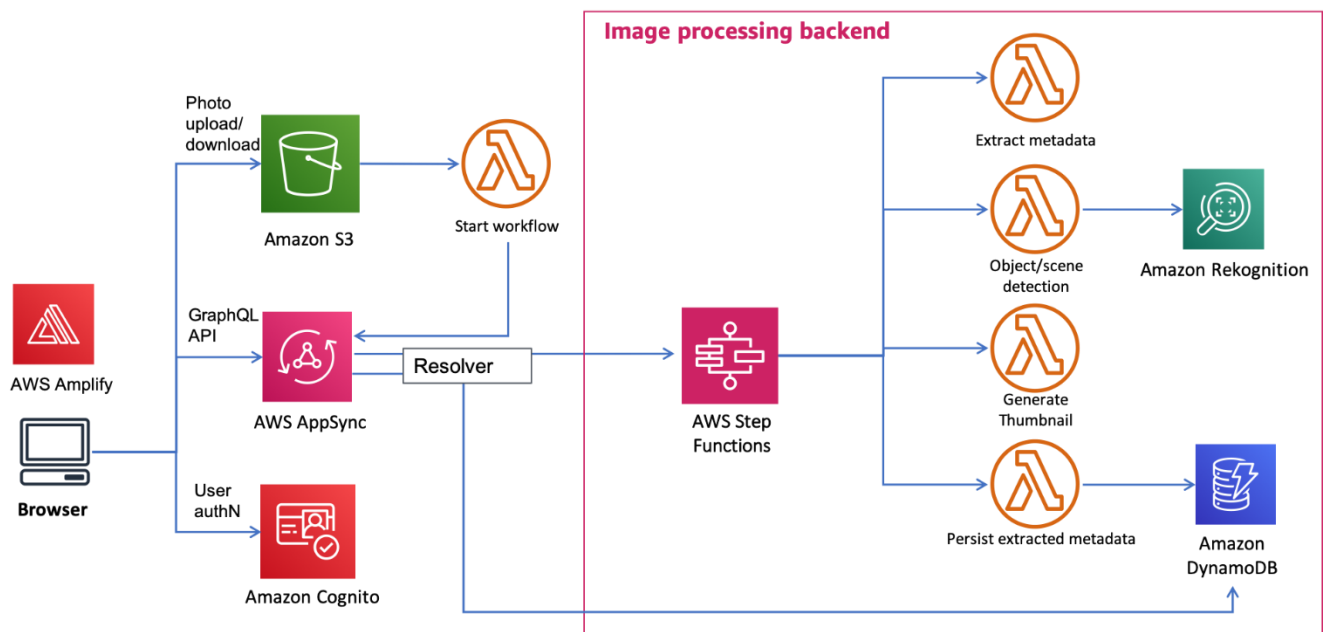 Image processing backend
Photo
upload/
download
Amazon S3
Start workflow
Extract metadata
Object/scene
detection
Amazon Rekognition
AWS Amplify
GraphQL
API
AWS AppSync
Resolver
AWS Step
Functions
Generate
Thumbnail
Browser
User
authN
Amazon Cognito
Persist extracted metadata
Amazon
DynamoDB